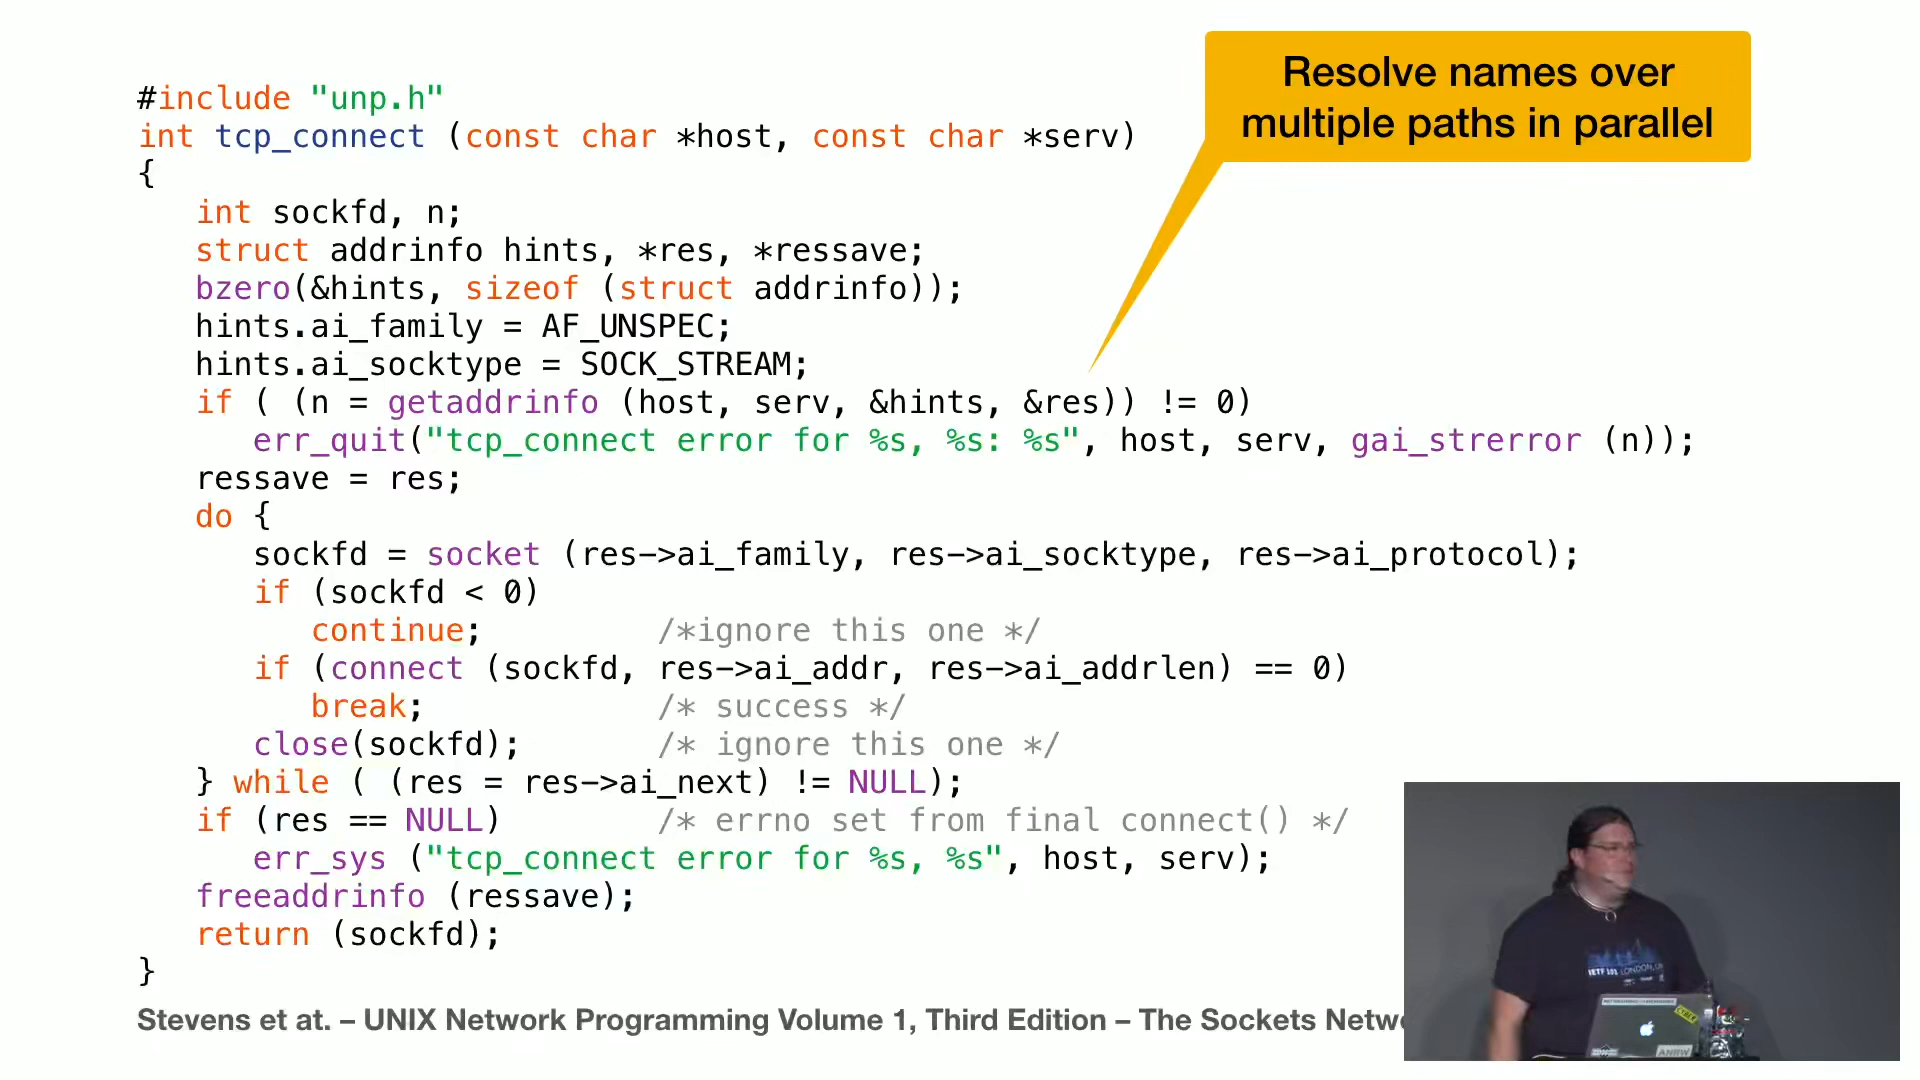 Resolve names over
multiple paths in parallel
#include "unp.h"
int tcp_connect (const char *host, const char *serv)
{
   int sockfd, n;
   struct addrinfo hints, *res, *ressave;
   bzero(&hints, sizeof (struct addrinfo));
   hints.ai_family = AF_UNSPEC;
   hints.ai_socktype = SOCK_STREAM;
   if ( (n = getaddrinfo (host, serv, &hints, &res)) != 0)
      err_quit("tcp_connect error for %s, %s: %s", host, serv, gai_strerror (n));
   ressave = res;
   do {
      sockfd = socket (res->ai_family, res->ai_socktype, res->ai_protocol);
      if (sockfd < 0)
         continue;         /*ignore this one */
      if (connect (sockfd, res->ai_addr, res->ai_addrlen) == 0)
         break;            /* success */
      close(sockfd);       /* ignore this one */
   } while ( (res = res->ai_next) != NULL);
   if (res == NULL)        /* errno set from final connect() */
      err_sys ("tcp_connect error for %s, %s", host, serv);
   freeaddrinfo (ressave);
   return (sockfd);
}
Stevens et at. – UNIX Network Programming Volume 1, Third Edition – The Sockets Netw
IETF 101 LONDON
CYBER
ANRW